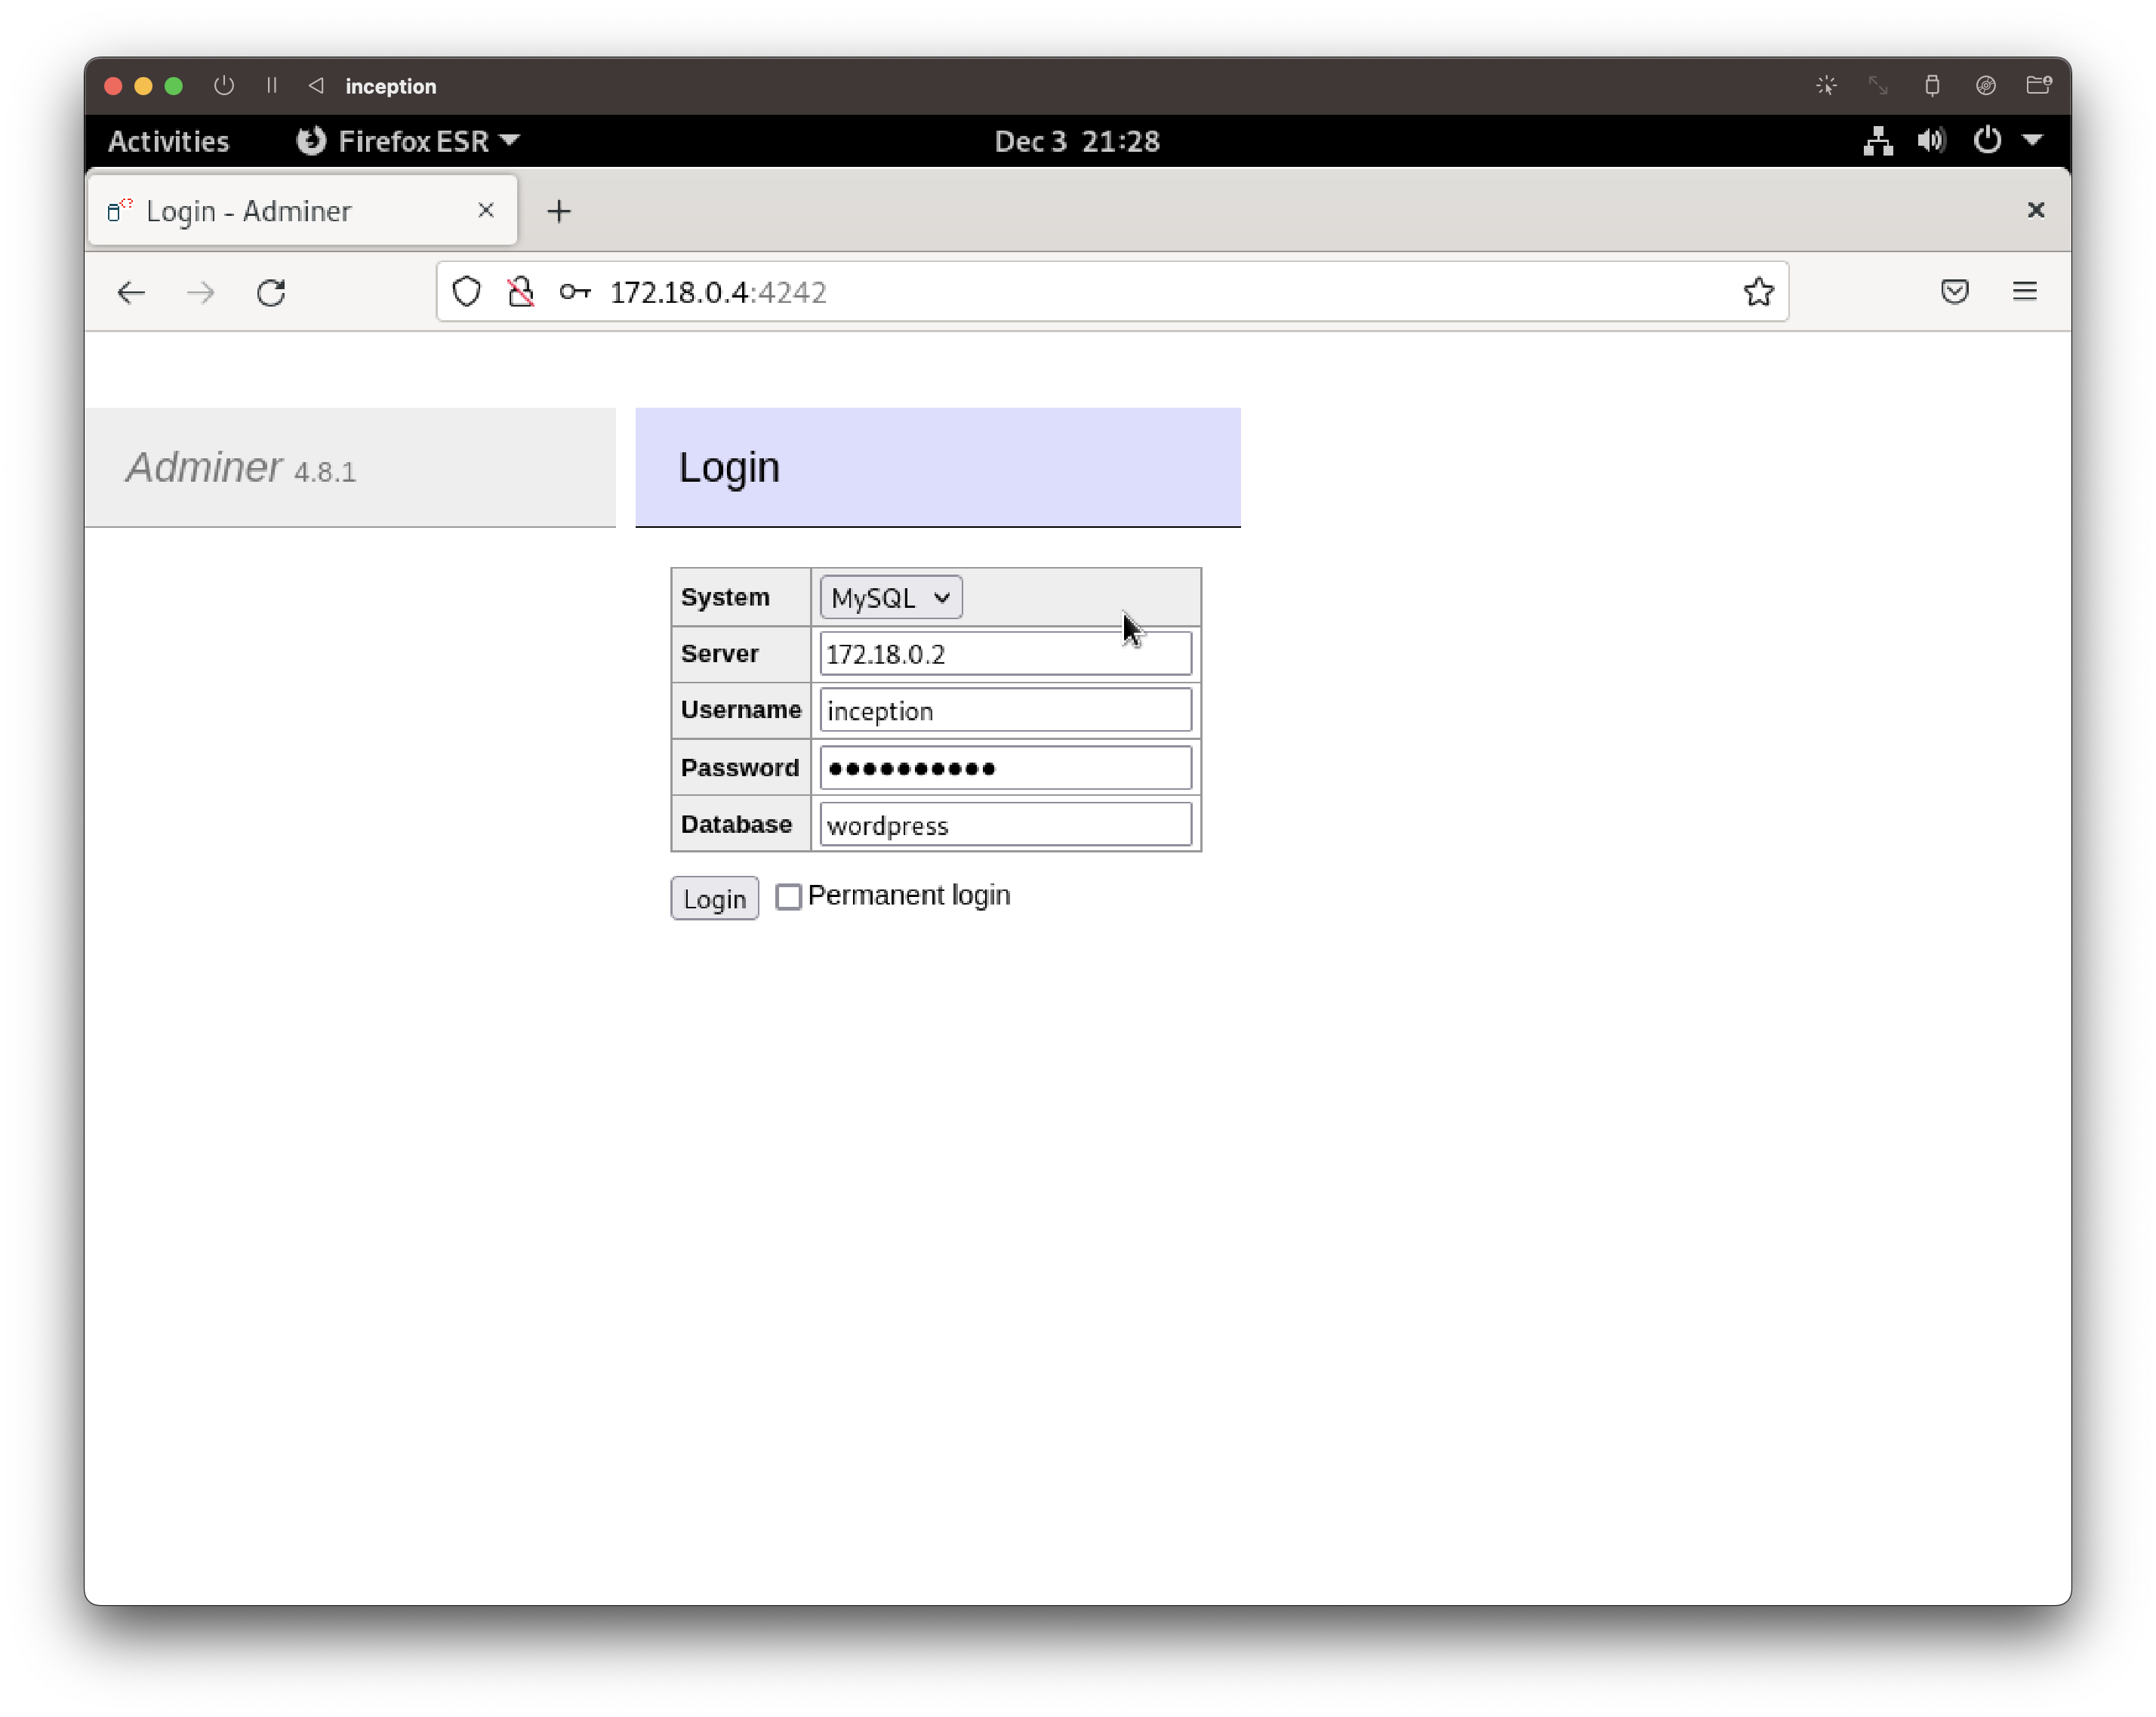 inception
Activities Firefox ESR Dec 3 21:28
Login - Adminer
172.18.0.4:4242
Adminer 4.8.1
Login
System MySQL
Server 172.18.0.2
Username inception
Password ●●●●●●●●●●
Database wordpress
Login Permanent login